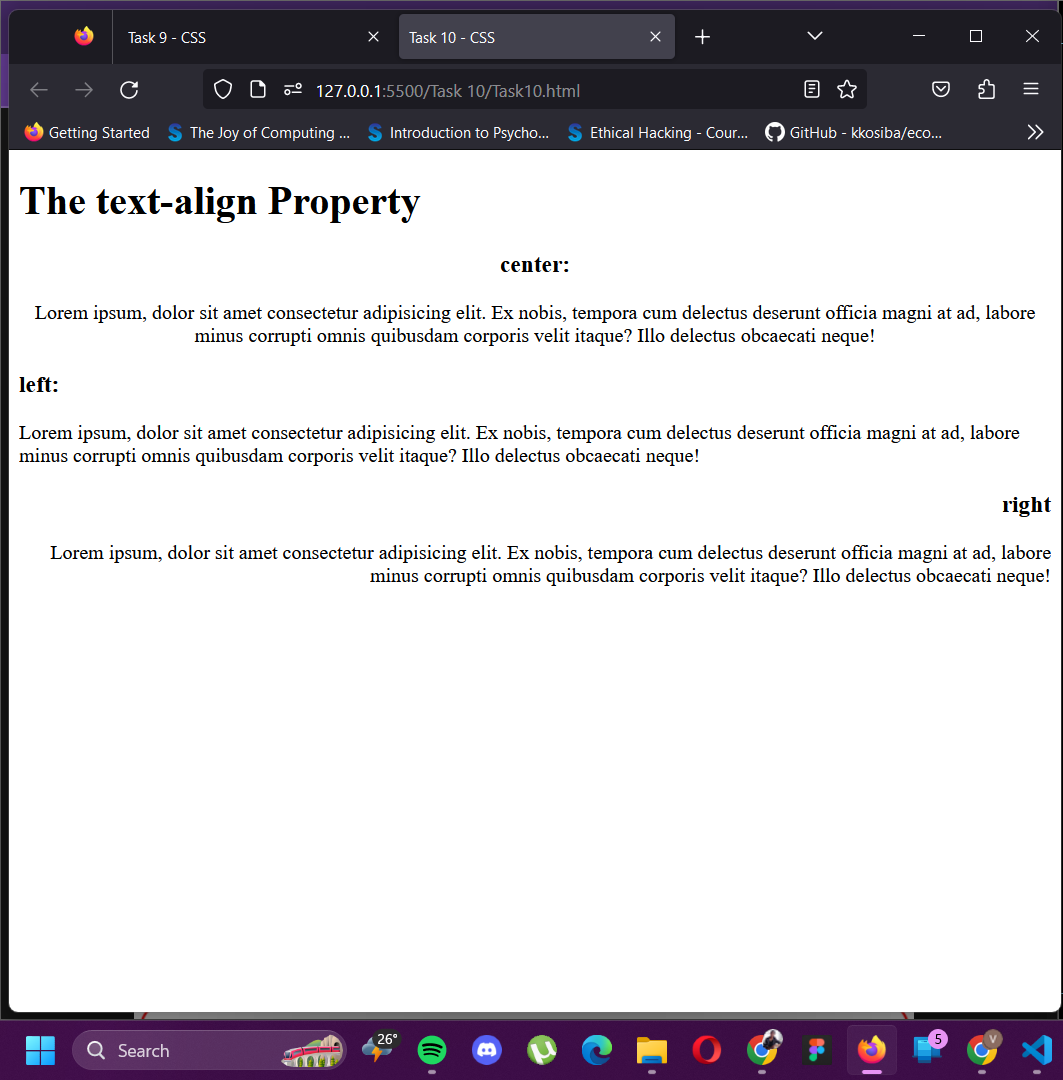 Task 9 - CSS
Task 10 - CSS
127.0.0.1:5500/Task 10/Task10.html
Getting Started
The Joy of Computing ...
Introduction to Psycho...
Ethical Hacking - Cour...
GitHub - kkosiba/eco...
The text-align Property
center:
Lorem ipsum, dolor sit amet consectetur adipisicing elit. Ex nobis, tempora cum delectus deserunt officia magni at ad, labore
minus corrupti omnis quibusdam corporis velit itaque? Illo delectus obcaecati neque!
left:
Lorem ipsum, dolor sit amet consectetur adipisicing elit. Ex nobis, tempora cum delectus deserunt officia magni at ad, labore
minus corrupti omnis quibusdam corporis velit itaque? Illo delectus obcaecati neque!
right
Lorem ipsum, dolor sit amet consectetur adipisicing elit. Ex nobis, tempora cum delectus deserunt officia magni at ad, labore
minus corrupti omnis quibusdam corporis velit itaque? Illo delectus obcaecati neque!
Search
26°
5
V